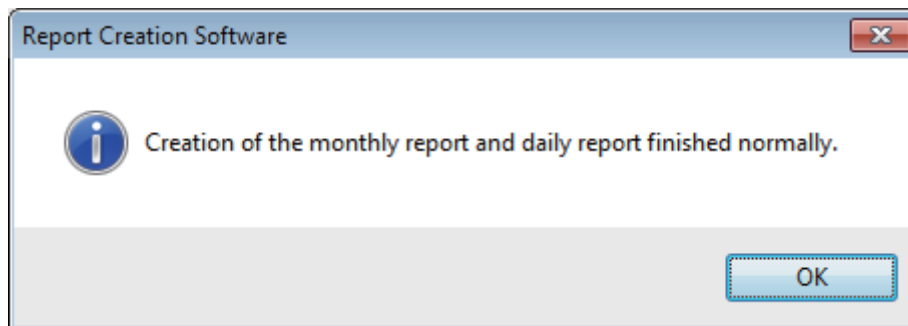 Report Creation Software
Creation of the monthly report and daily report finished normally.
OK